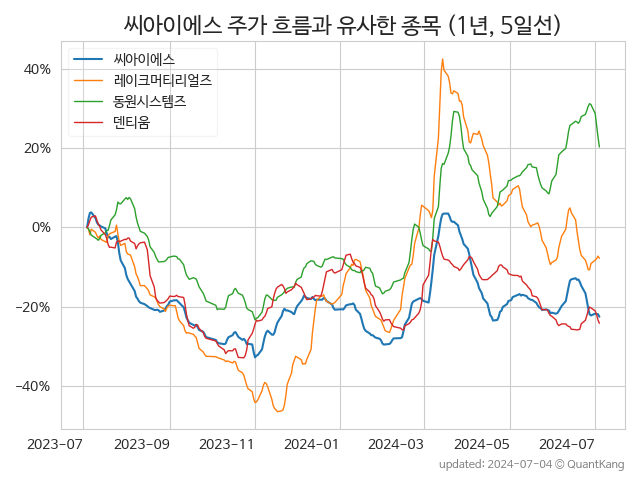 씨아이에스 주가 흐름과 유사한 종목 (1년, 5일선)
씨아이에스
레이크머티리얼즈
동원시스템즈
덴티움
40%
20%
0%
−20%
−40%
2023-07 2023-09 2023-11 2024-01 2024-03 2024-05 2024-07
updated: 2024-07-04 © QuantKang